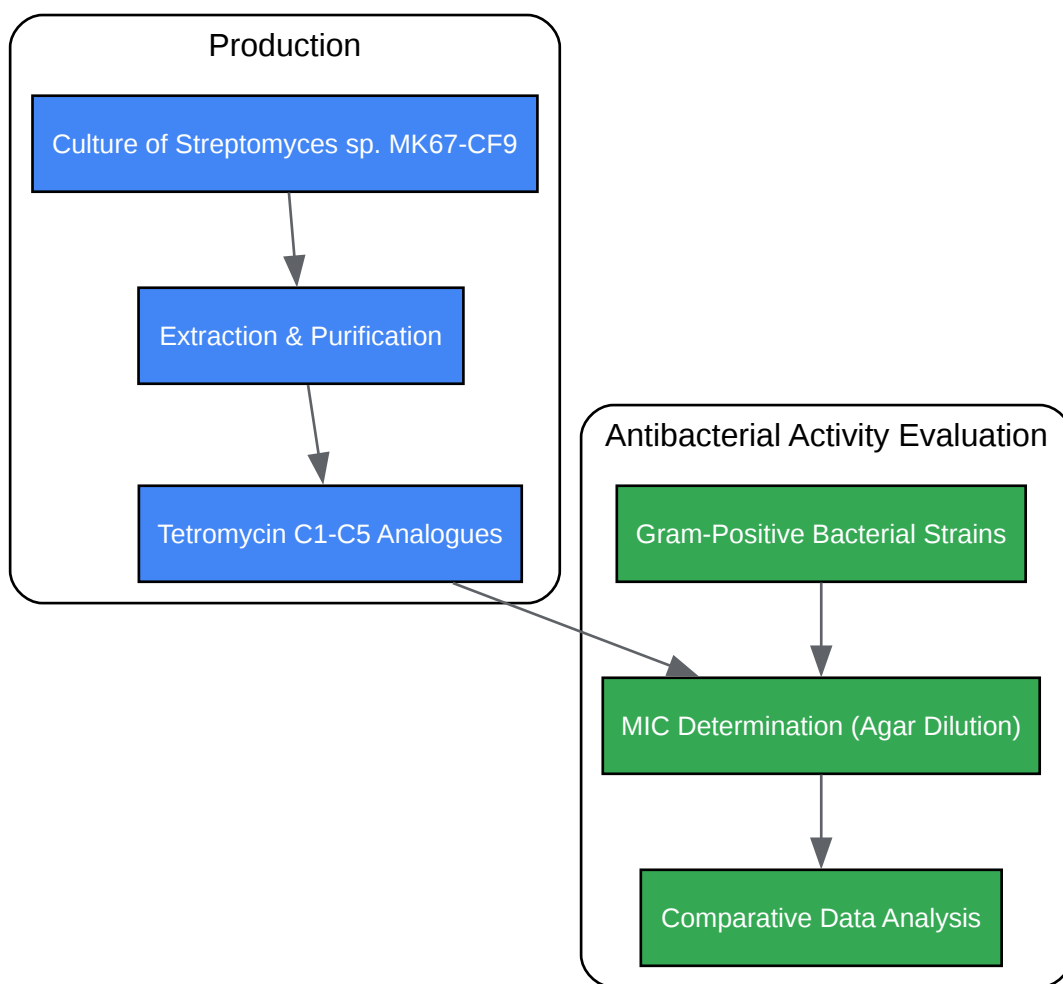 Production
Culture of Streptomyces sp. MK67-CF9
Extraction & Purification
Tetromycin C1-C5 Analogues
Antibacterial Activity Evaluation
Gram-Positive Bacterial Strains
MIC Determination (Agar Dilution)
Comparative Data Analysis